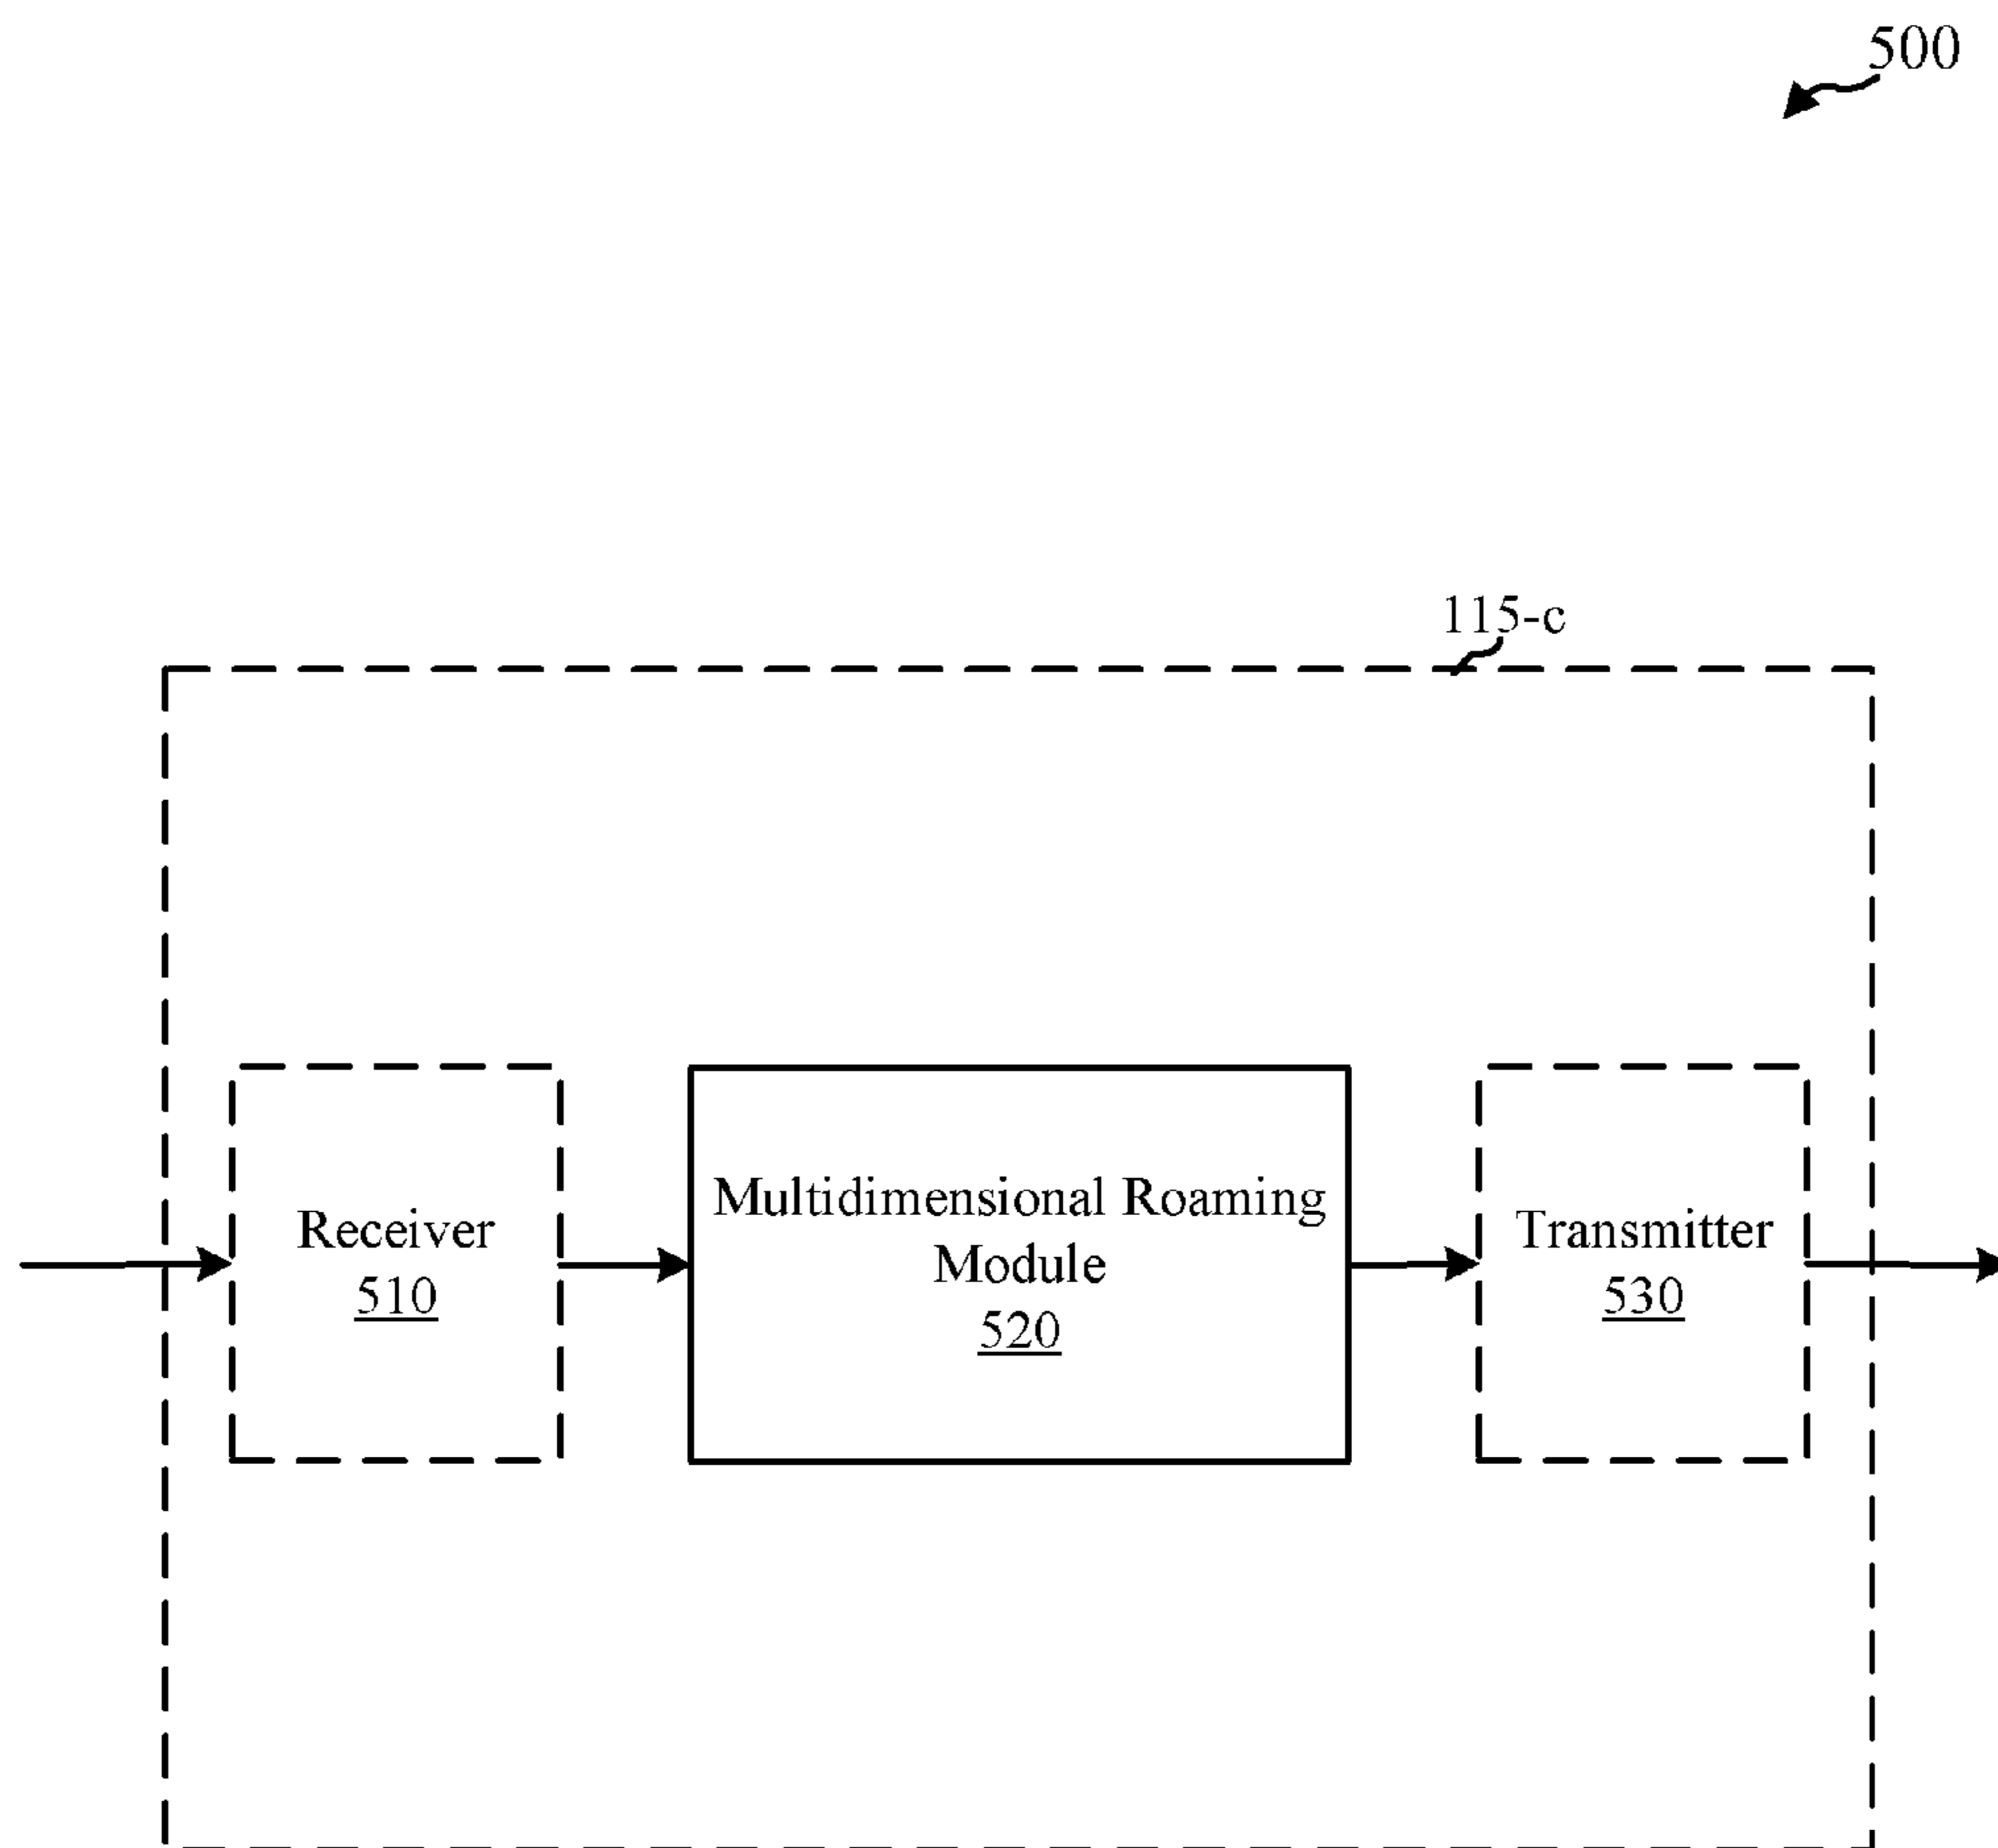 500
115-c
Receiver
510
Multidimensional Roaming
Module
520
Transmitter
530